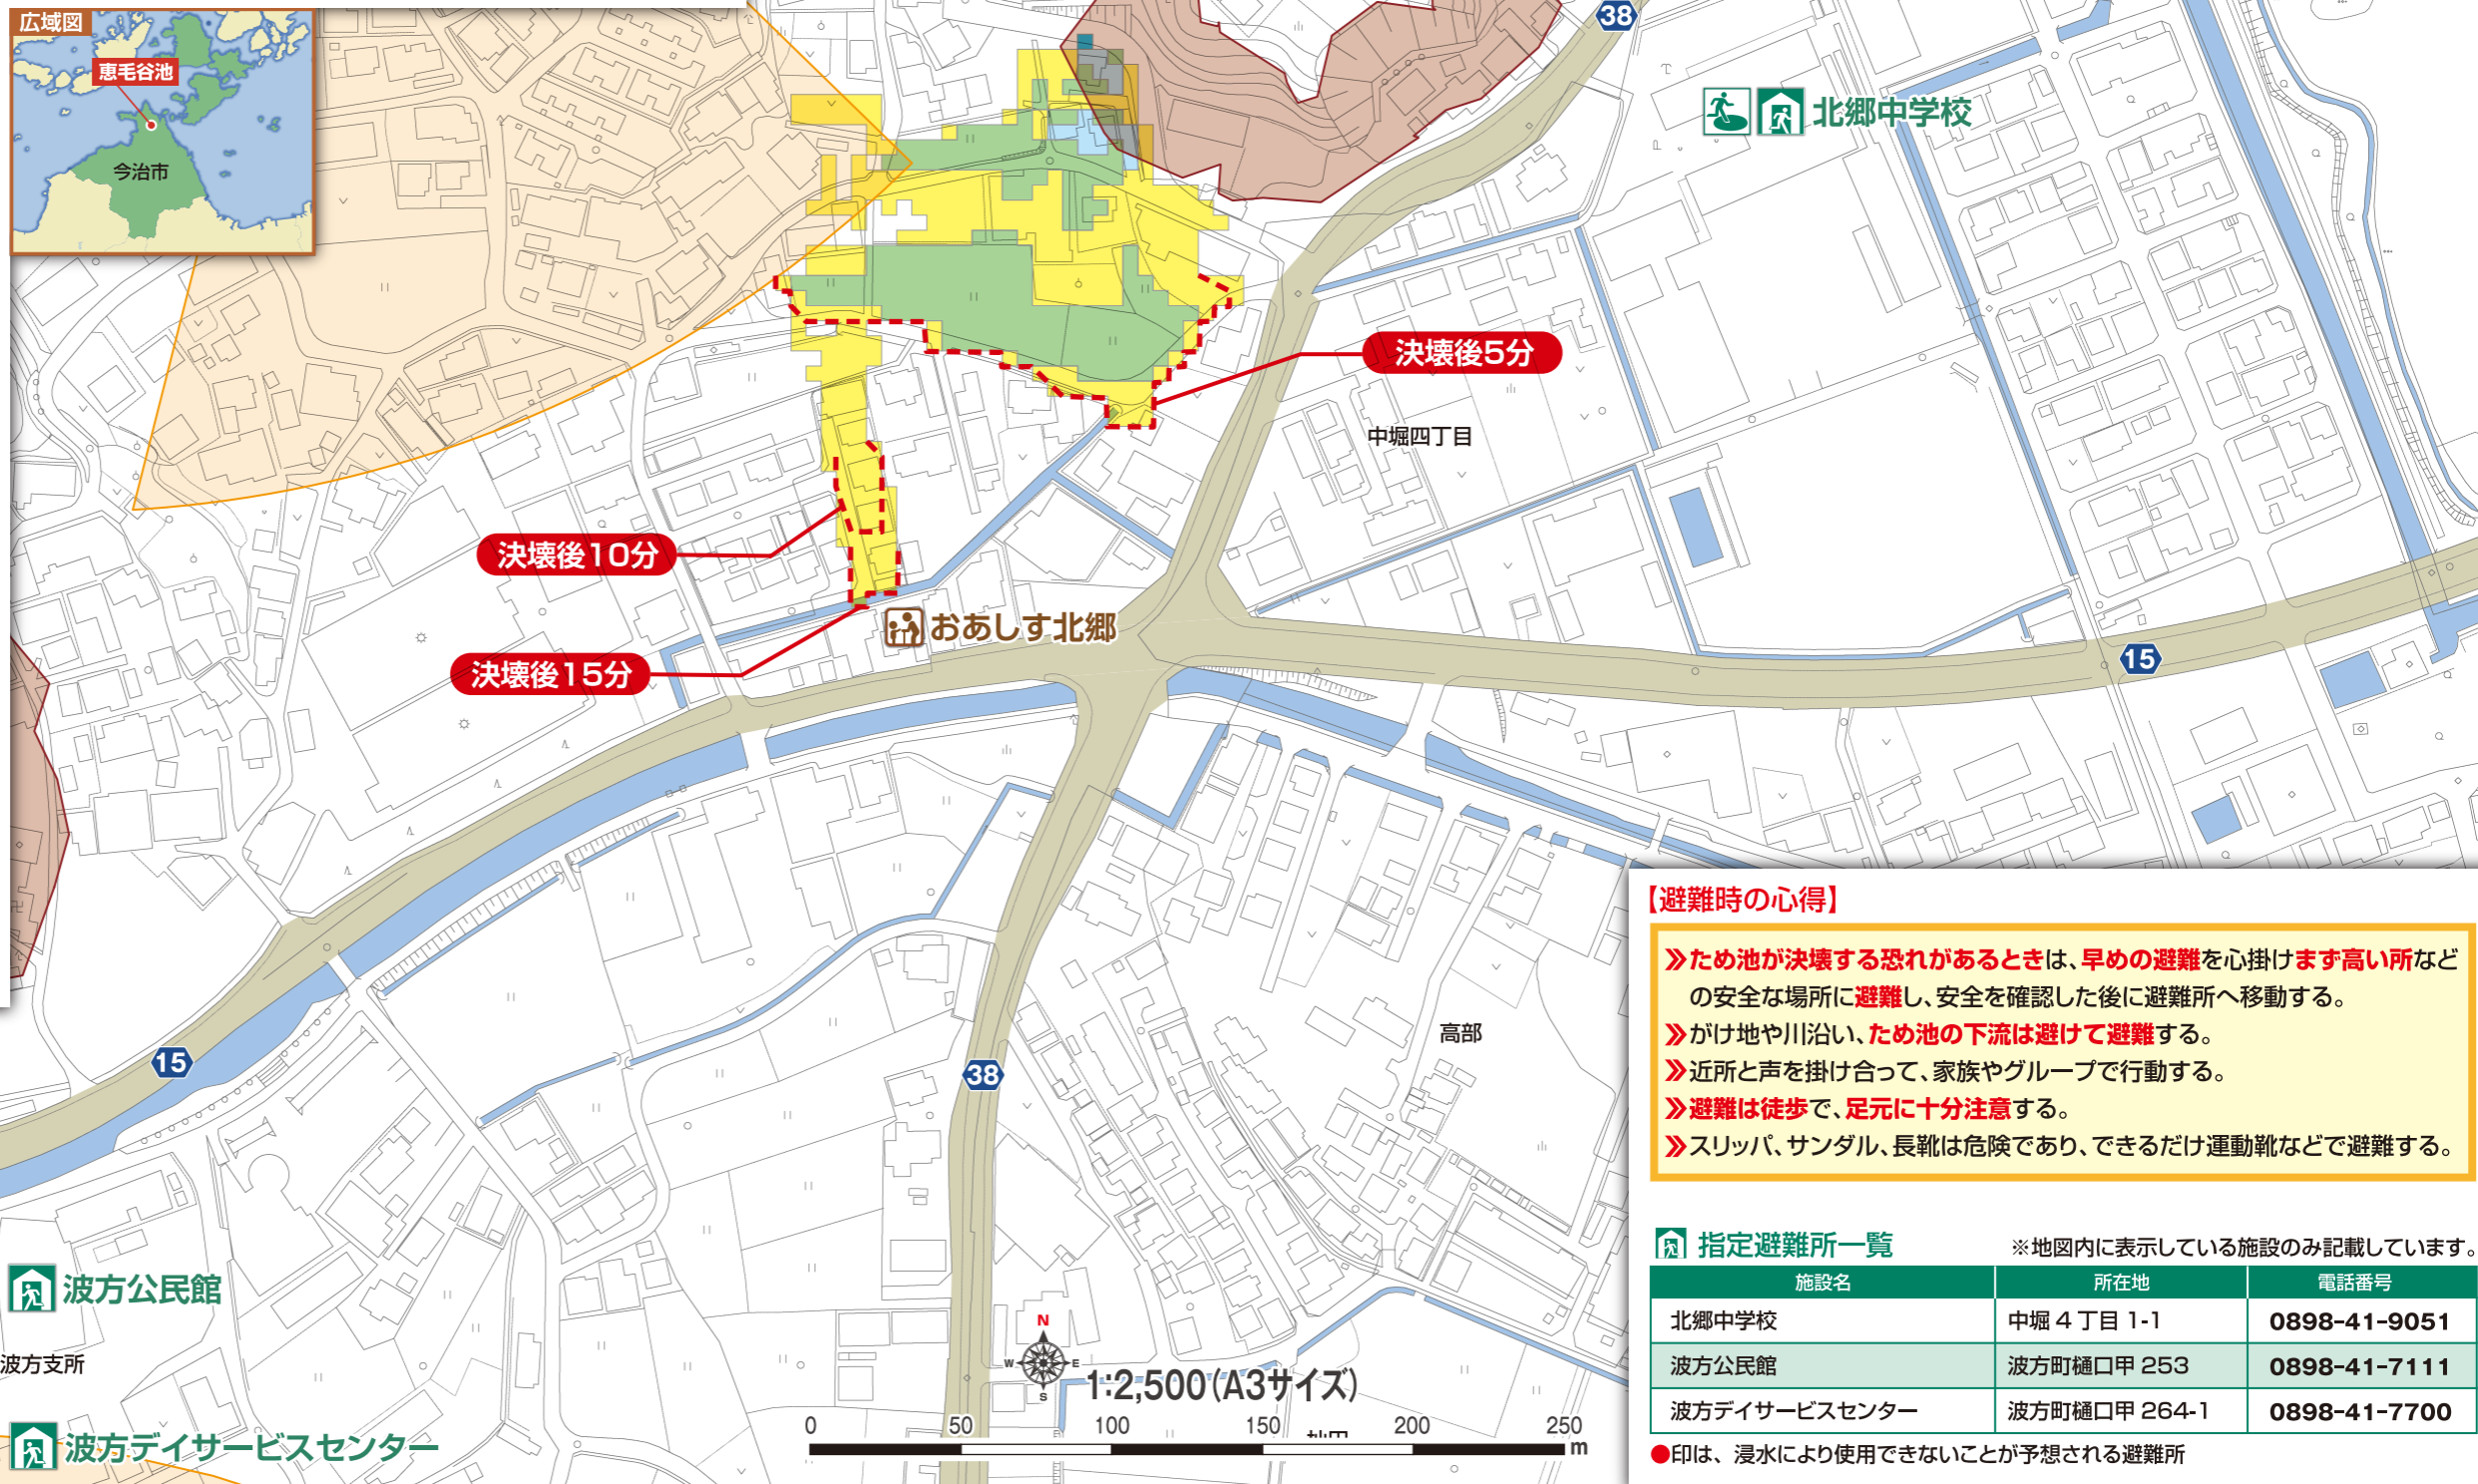 広域図
恵毛谷池
今治市
38
北郷中学校
決壊後5分
中堀四丁目
決壊後10分
おあしす北郷
決壊後15分
15
【避難時の心得】
≫ため池が決壊する恐れがあるときは、早めの避難を心掛けまず高い所など
の安全な場所に避難し、安全を確認した後に避難所へ移動する。
≫がけ地や川沿い、ため池の下流は避けて避難する。
≫近所と声を掛け合って、家族やグループで行動する。
≫避難は徒歩で、足元に十分注意する。
≫スリッパ、サンダル、長靴は危険であり、できるだけ運動靴などで避難する。
高部
15
38
波方公民館
波方支所
波方デイサービスセンター
N
W E
S
1:2,500(A3サイズ)
0 50 100 150 200 250
m
指定避難所一覧 ※地図内に表示している施設のみ記載しています。
施設名 所在地 電話番号
北郷中学校 中堀 4 丁目 1-1 0898-41-9051
波方公民館 波方町樋口甲 253 0898-41-7111
波方デイサービスセンター 波方町樋口甲 264-1 0898-41-7700
●印は、浸水により使用できないことが予想される避難所